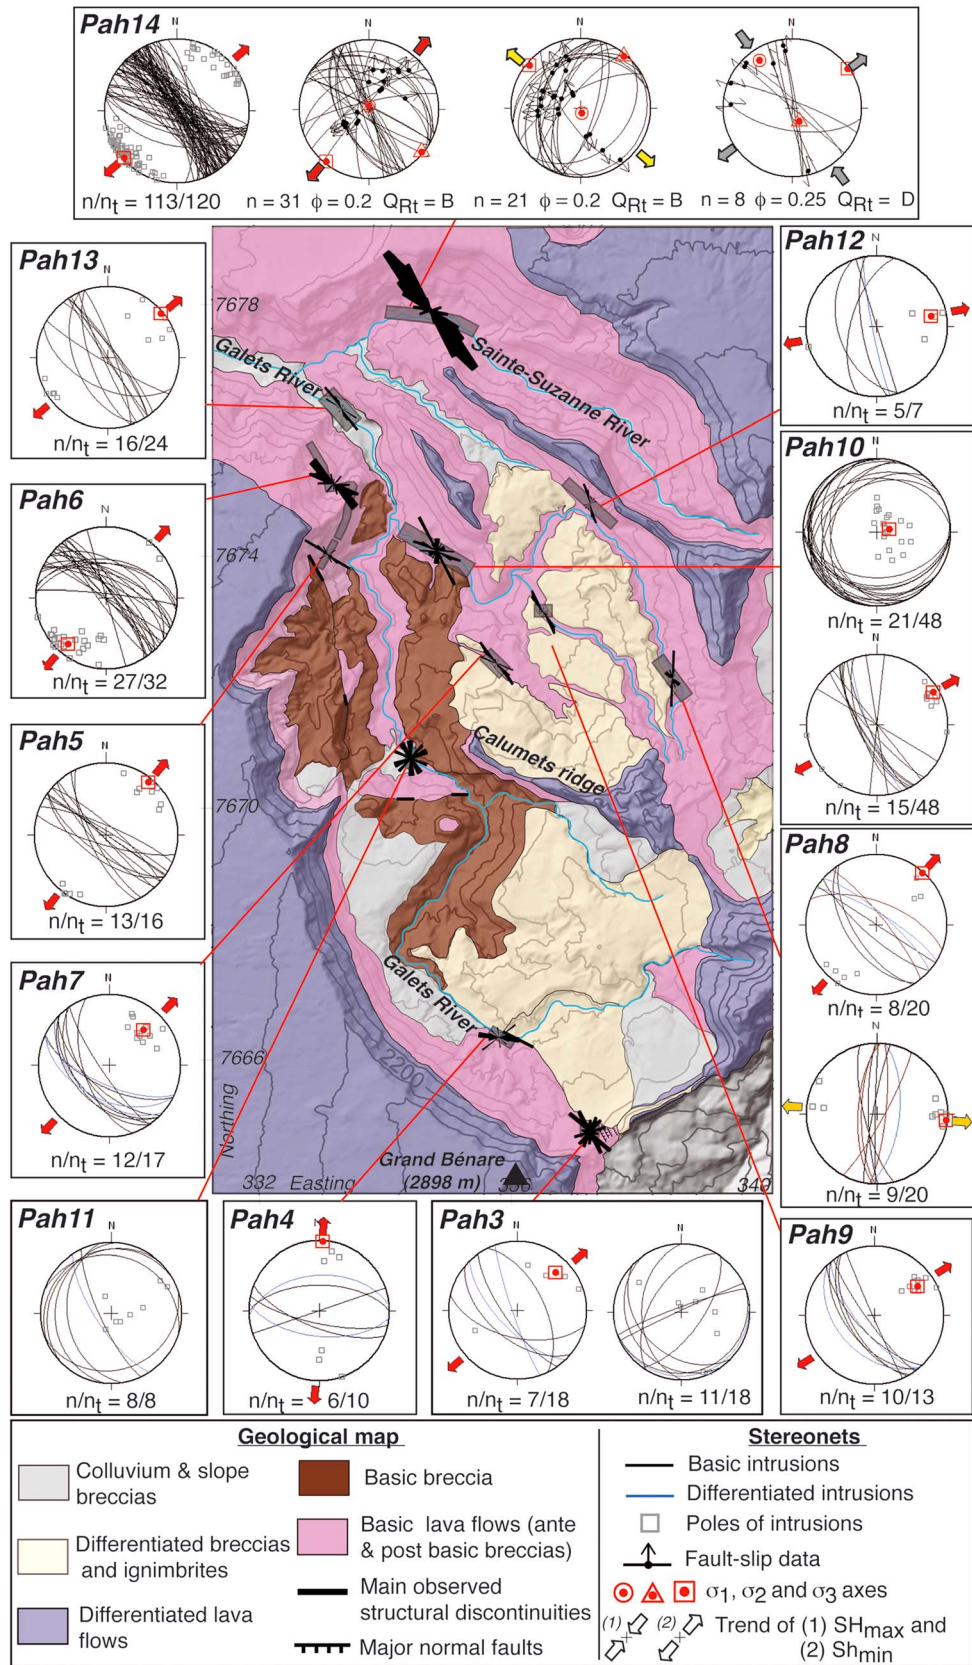 Pah14
N
N
N
N
n/nt = 113/120
n = 31 ϕ = 0.2 QRt = B
n = 21 ϕ = 0.2 QRt = B
n = 8 ϕ = 0.25 QRt = D
Pah13
N
n/nt = 16/24
Pah6
N
n/nt = 27/32
Pah5
N
n/nt = 13/16
Pah7
N
n/nt = 12/17
7678
7674
7670
7666
Galets River
Sainte-Suzanne River
Calumets ridge
Galets River
2200
Northing
332 Easting
Grand Bénare
(2898 m)
336
340
Pah12
N
n/nt = 5/7
Pah10
N
n/nt = 21/48
N
n/nt = 15/48
Pah8
N
n/nt = 8/20
N
n/nt = 9/20
Pah11
N
n/nt = 8/8
Pah4
N
n/nt = 6/10
Pah3
N
n/nt = 7/18
N
n/nt = 11/18
Pah9
N
n/nt = 10/13
Geological map
Colluvium & slope
breccias
Differentiated breccias
and ignimbrites
Differentiated lava
flows
Basic breccia
Basic lava flows (ante
& post basic breccias)
Main observed
structural discontinuities
Major normal faults
Stereonets
Basic intrusions
Differentiated intrusions
Poles of intrusions
Fault-slip data
σ1, σ2 and σ3 axes
(1) (2) Trend of (1) SHmax and
(2) Shmin